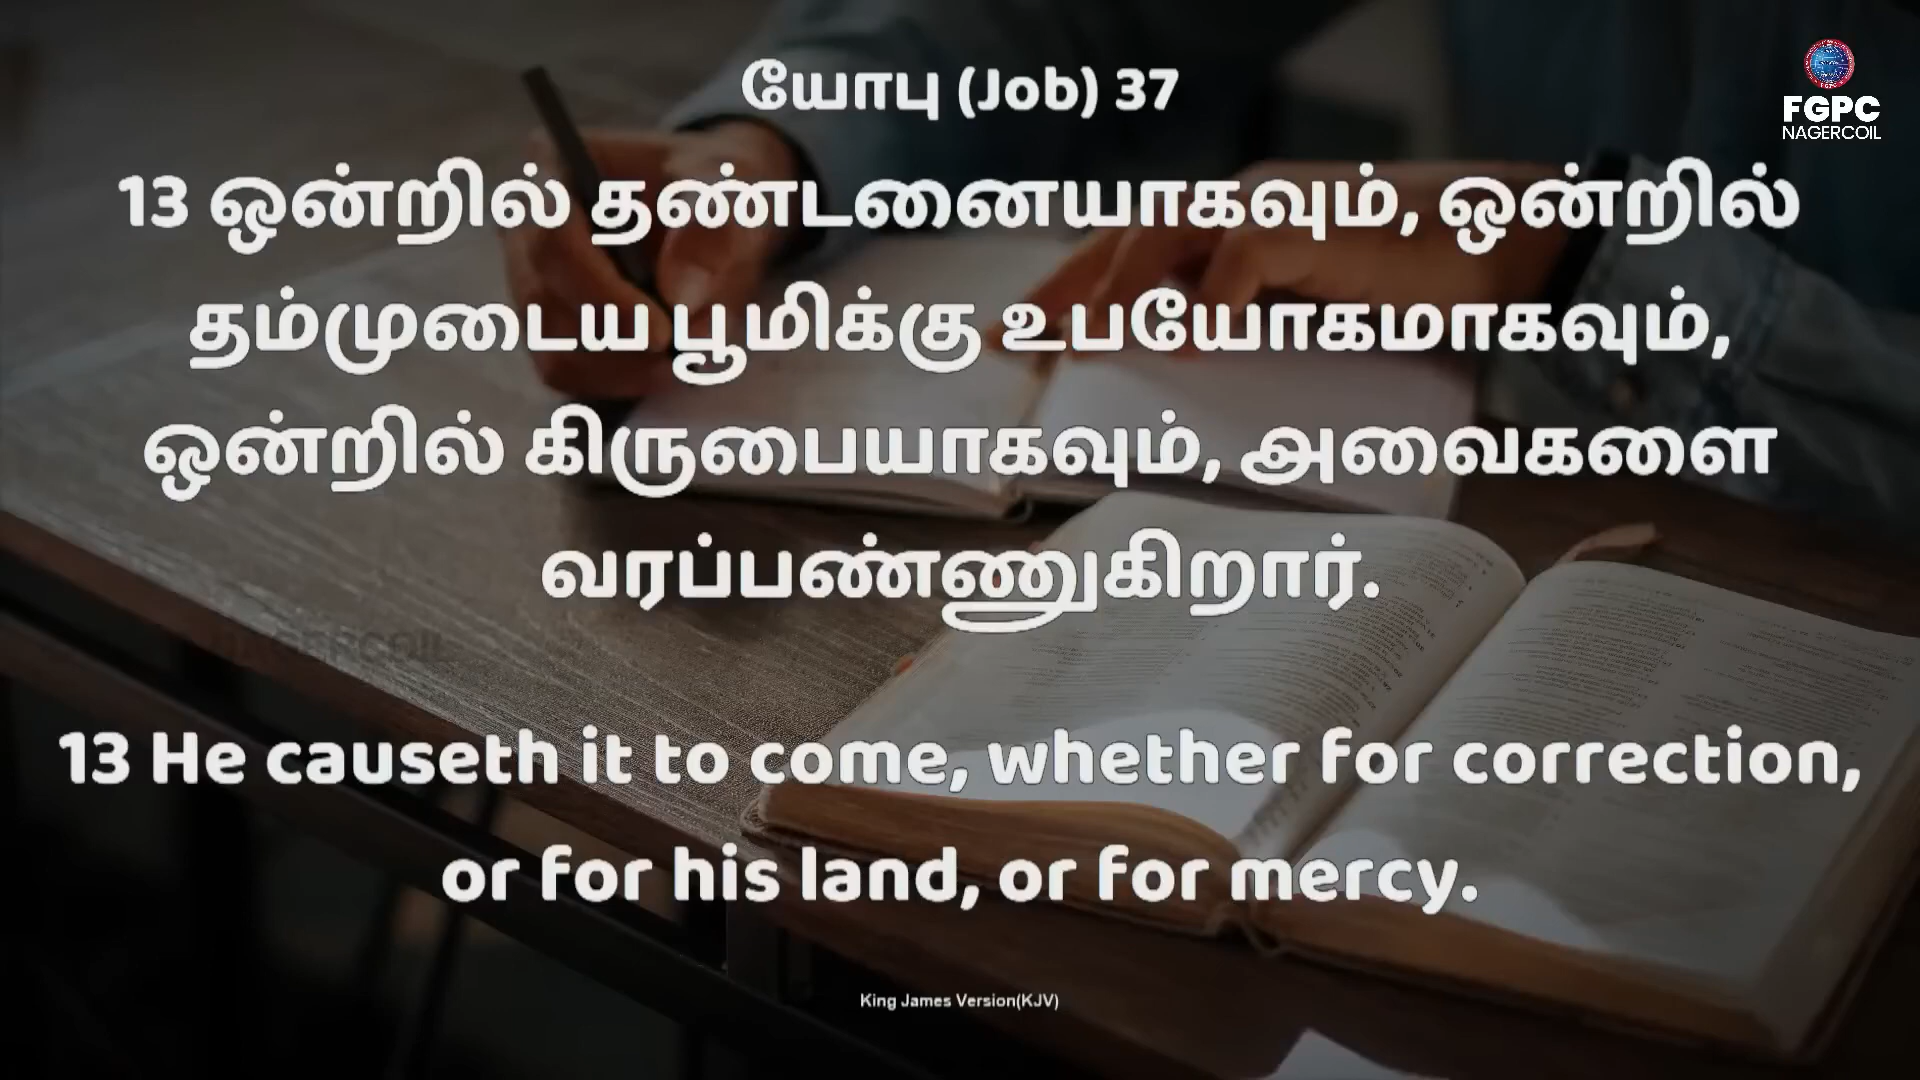 யோபு (Job) 37
FGPC
NAGERCOIL
13 ஒன்றில் தண்டனையாகவும், ஒன்றில்
தம்முடைய பூமிக்கு உபயோகமாகவும்,
ஒன்றில் கிருபையாகவும், அவைகளை
வரப்பண்ணுகிறார்.
NAGERCOIL
13 He causeth it to come, whether for correction,
or for his land, or for mercy.
King James Version(KJV)